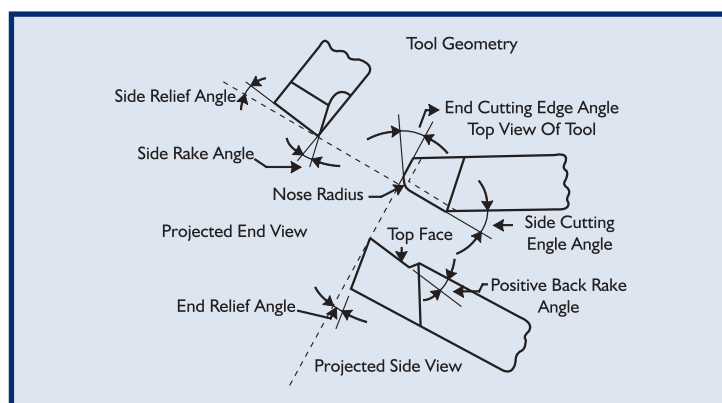 Tool Geometry
Side Relief Angle
End Cutting Edge Angle
Top View Of Tool
Side Rake Angle
Nose Radius
Projected End View
Side Cutting
Engle Angle
Top Face
Positive Back Rake
Angle
End Relief Angle
Projected Side View